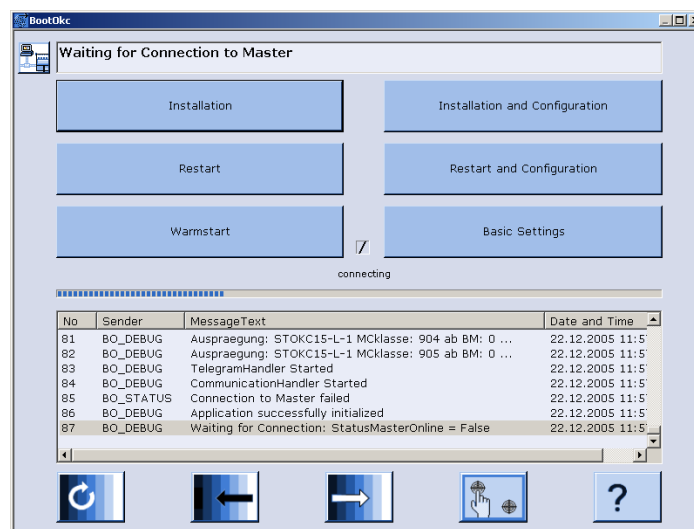 BootOkc
Waiting for Connection to Master
Installation
Installation and Configuration
Restart
Restart and Configuration
Warmstart
Basic Settings
connecting
No Sender MessageText Date and Time
81 BO_DEBUG Auspraegung: STOKC15-L-1 MCklasse: 904 ab BM: 0 ... 22.12.2005 11:5
82 BO_DEBUG Auspraegung: STOKC15-L-1 MCklasse: 905 ab BM: 0 ... 22.12.2005 11:5
83 BO_DEBUG TelegramHandler Started 22.12.2005 11:5
84 BO_DEBUG CommunicationHandler Started 22.12.2005 11:5
85 BO_STATUS Connection to Master failed 22.12.2005 11:5
86 BO_DEBUG Application successfully initialized 22.12.2005 11:5
87 BO_DEBUG Waiting for Connection: StatusMasterOnline = False 22.12.2005 11:5
?